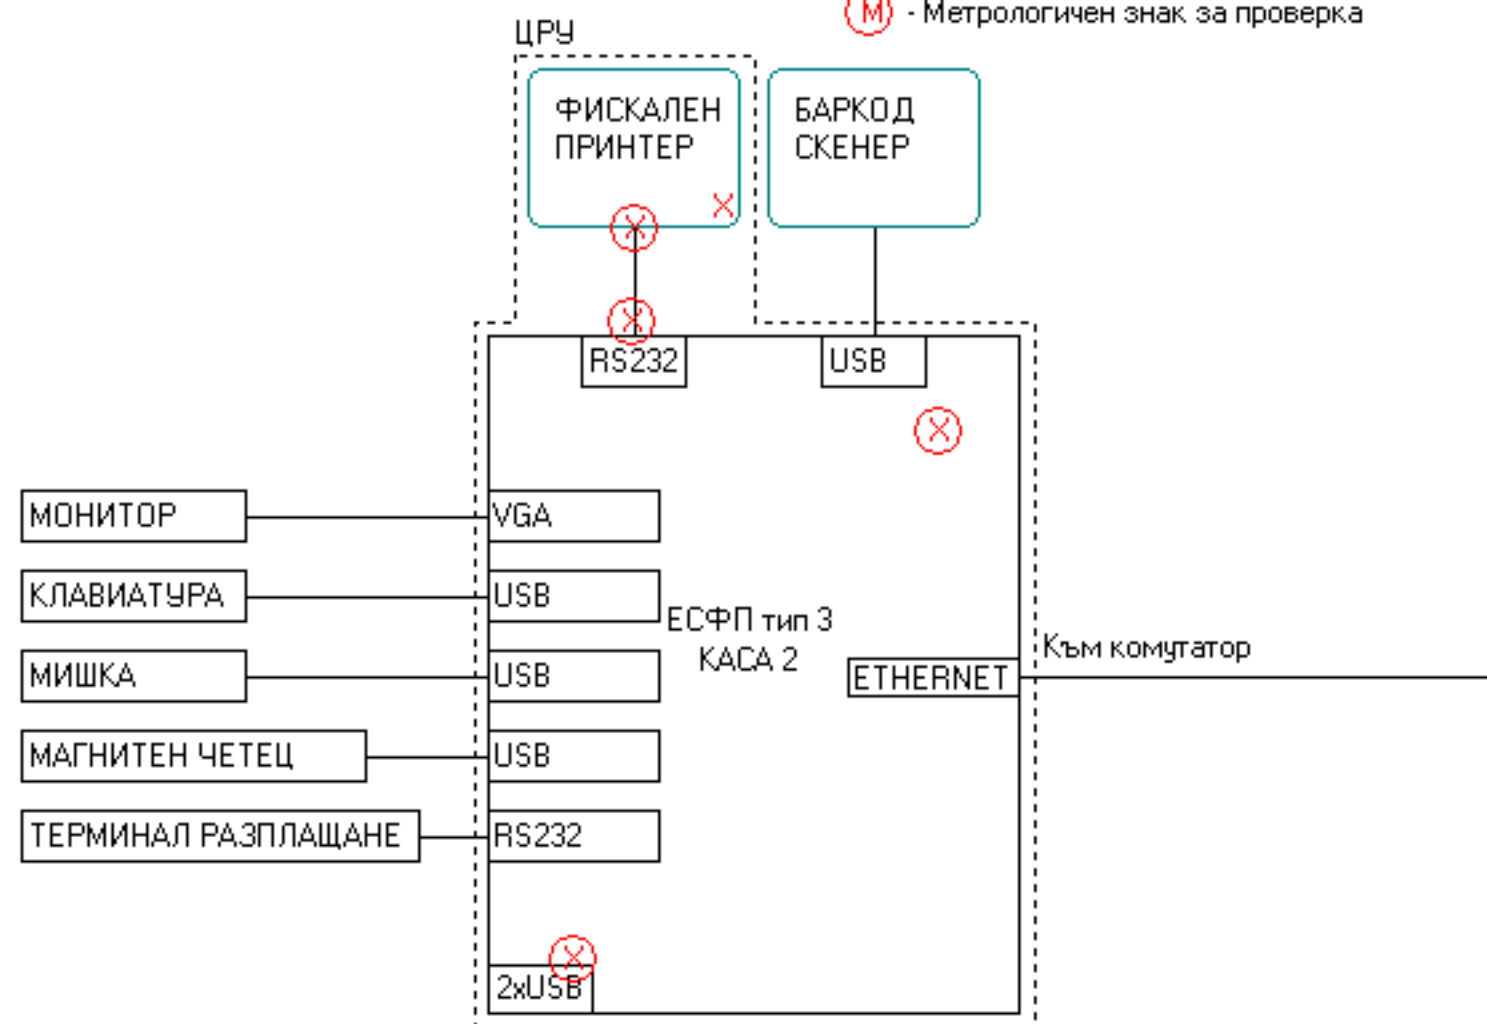 М - Метрологичен знак за проверка
ЦРУ
ФИСКАЛЕН
ПРИНТЕР
БАРКОД
СКЕНЕР
X
X
X
RS232
USB
X
МОНИТОР
VGA
КЛАВИАТУРА
USB
ЕСФП тип 3
КАСА 2
МИШКА
USB
ETHERNET
Към комутатор
МАГНИТЕН ЧЕТЕЦ
USB
ТЕРМИНАЛ РАЗПЛАЩАНЕ
RS232
X
2xUSB